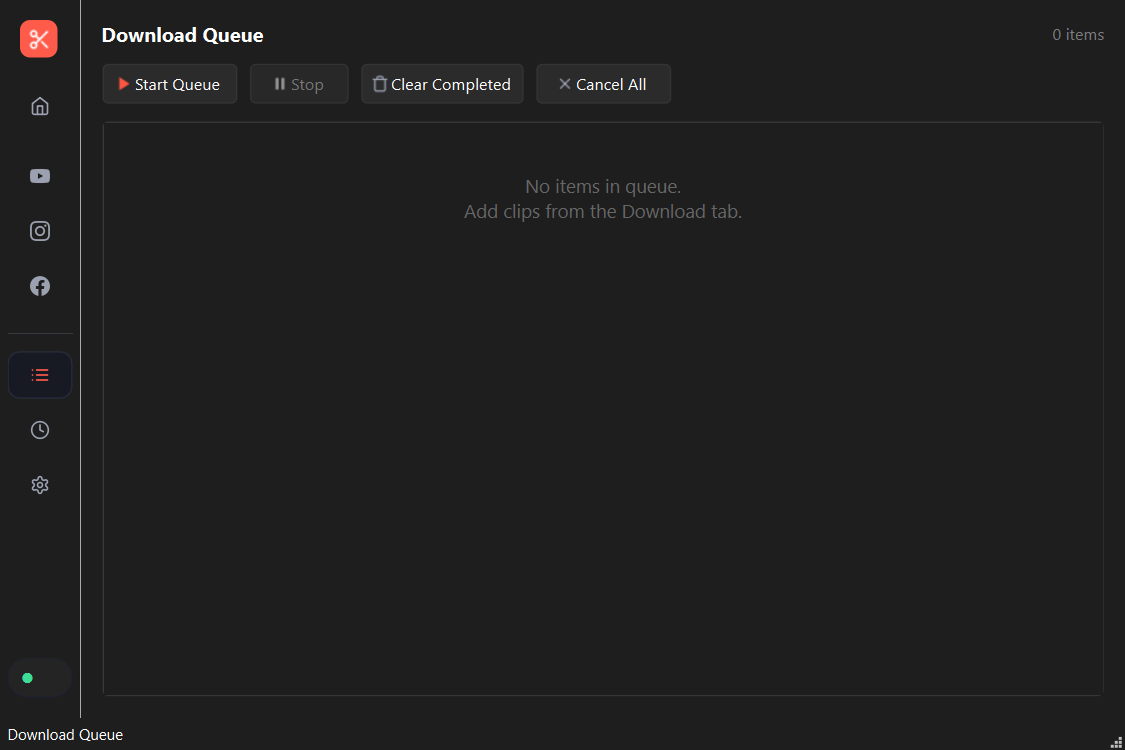 Download Queue
0 items
Start Queue
Stop
Clear Completed
Cancel All
No items in queue.
Add clips from the Download tab.
Download Queue